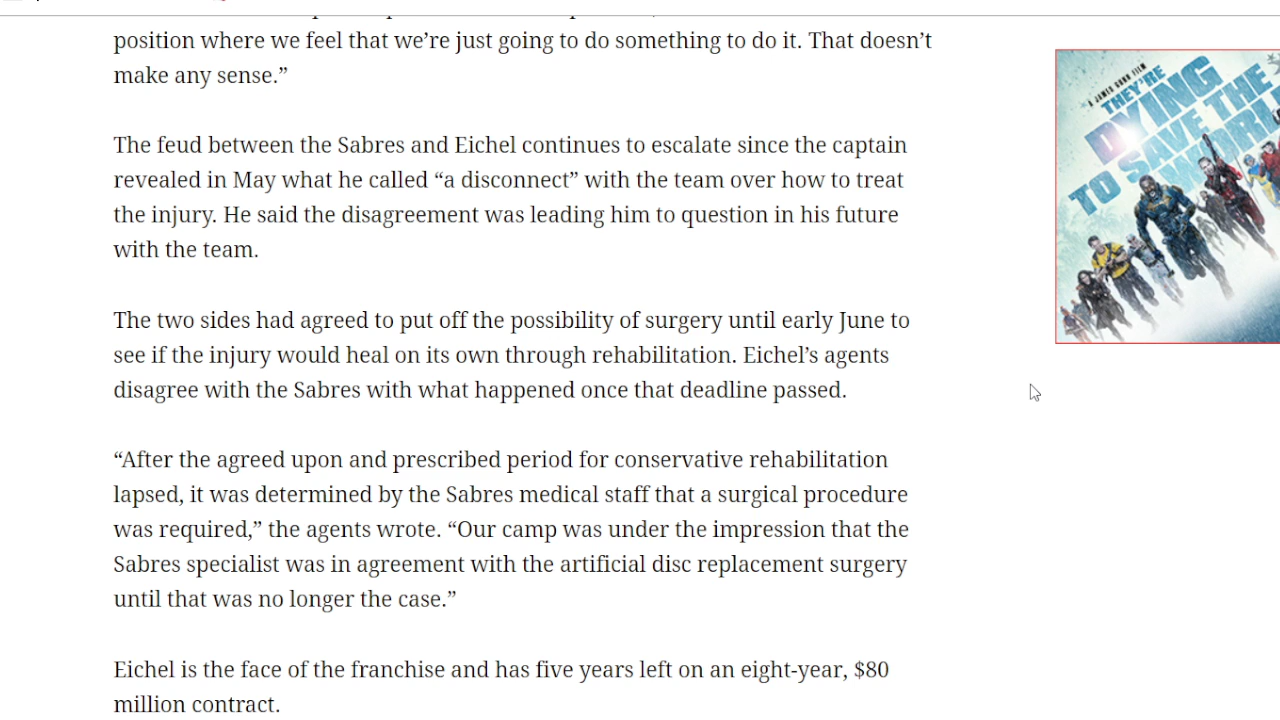 position where we feel that we’re just going to do something to do it. That doesn’t
make any sense.”
The feud between the Sabres and Eichel continues to escalate since the captain
revealed in May what he called “a disconnect” with the team over how to treat
the injury. He said the disagreement was leading him to question in his future
with the team.
The two sides had agreed to put off the possibility of surgery until early June to
see if the injury would heal on its own through rehabilitation. Eichel’s agents
disagree with the Sabres with what happened once that deadline passed.
“After the agreed upon and prescribed period for conservative rehabilitation
lapsed, it was determined by the Sabres medical staff that a surgical procedure
was required,” the agents wrote. “Our camp was under the impression that the
Sabres specialist was in agreement with the artificial disc replacement surgery
until that was no longer the case.”
Eichel is the face of the franchise and has five years left on an eight-year, $80
million contract.
A JAMES GUNN FILM
THEY'RE
DYING
TO SAVE THE
WORLD